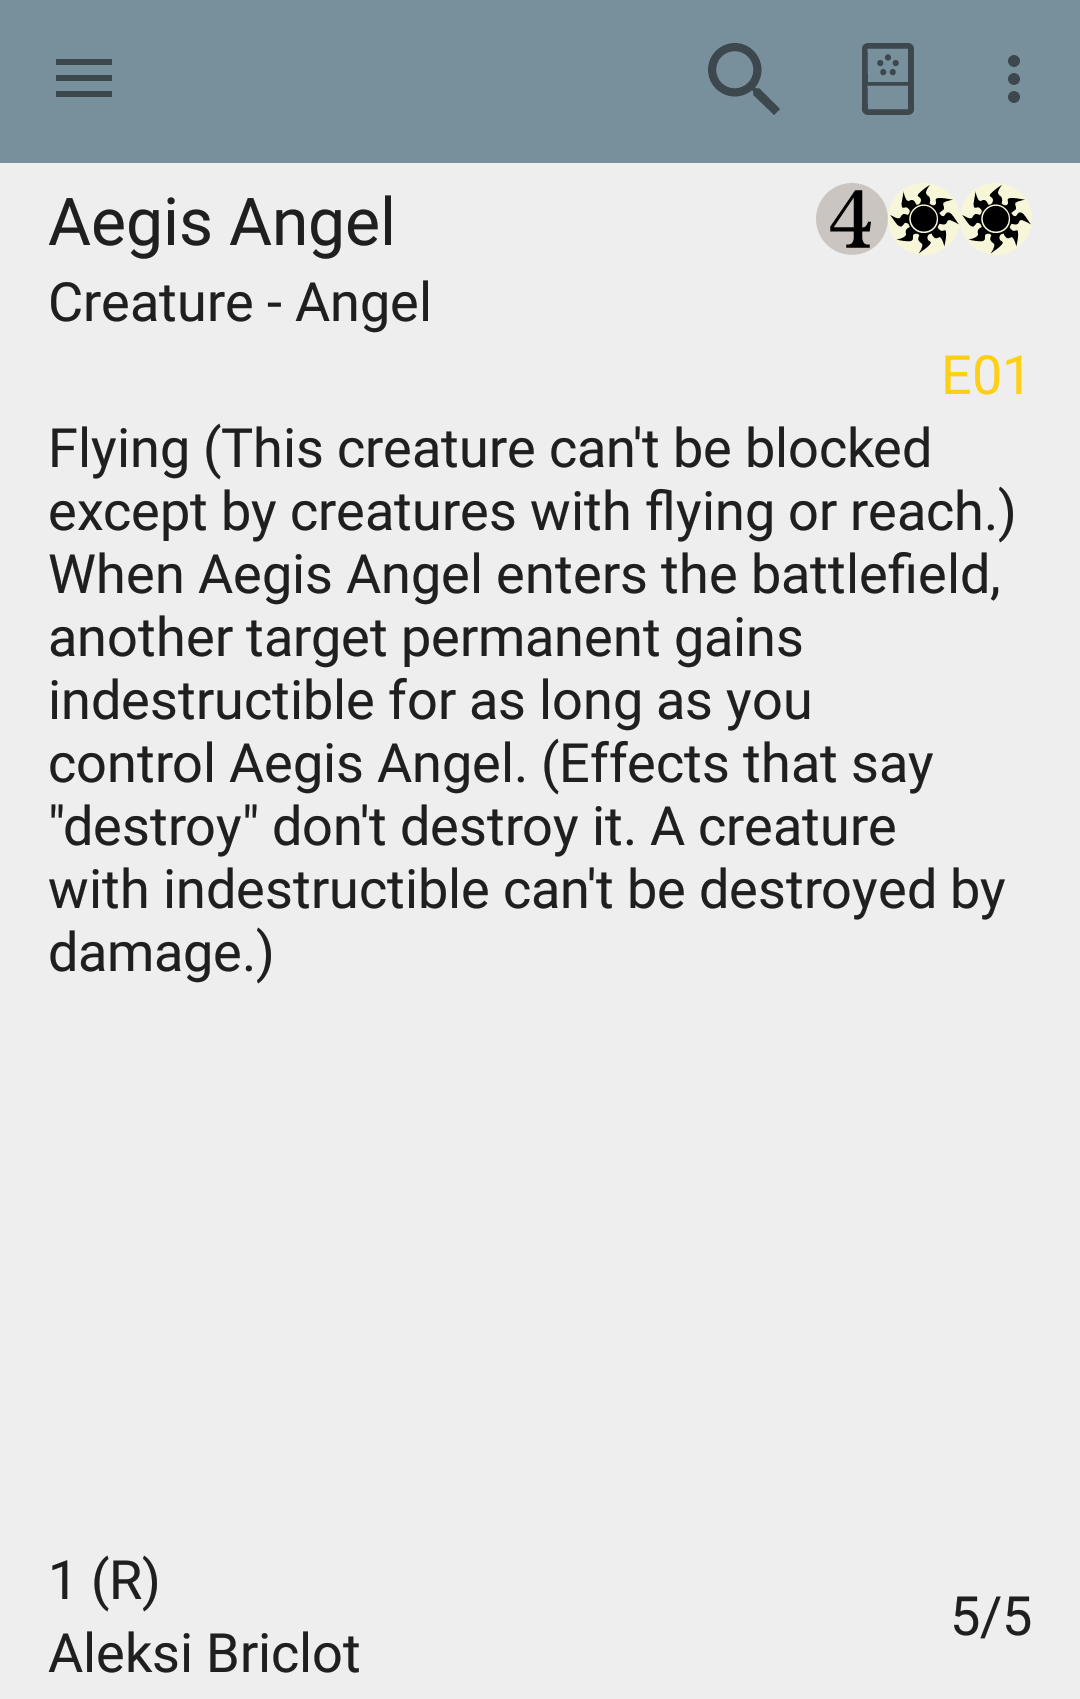 Aegis Angel 4
Creature - Angel
E01
Flying (This creature can't be blocked
except by creatures with flying or reach.)
When Aegis Angel enters the battlefield,
another target permanent gains
indestructible for as long as you
control Aegis Angel. (Effects that say
"destroy" don't destroy it. A creature
with indestructible can't be destroyed by
damage.)
1 (R)
5/5
Aleksi Briclot